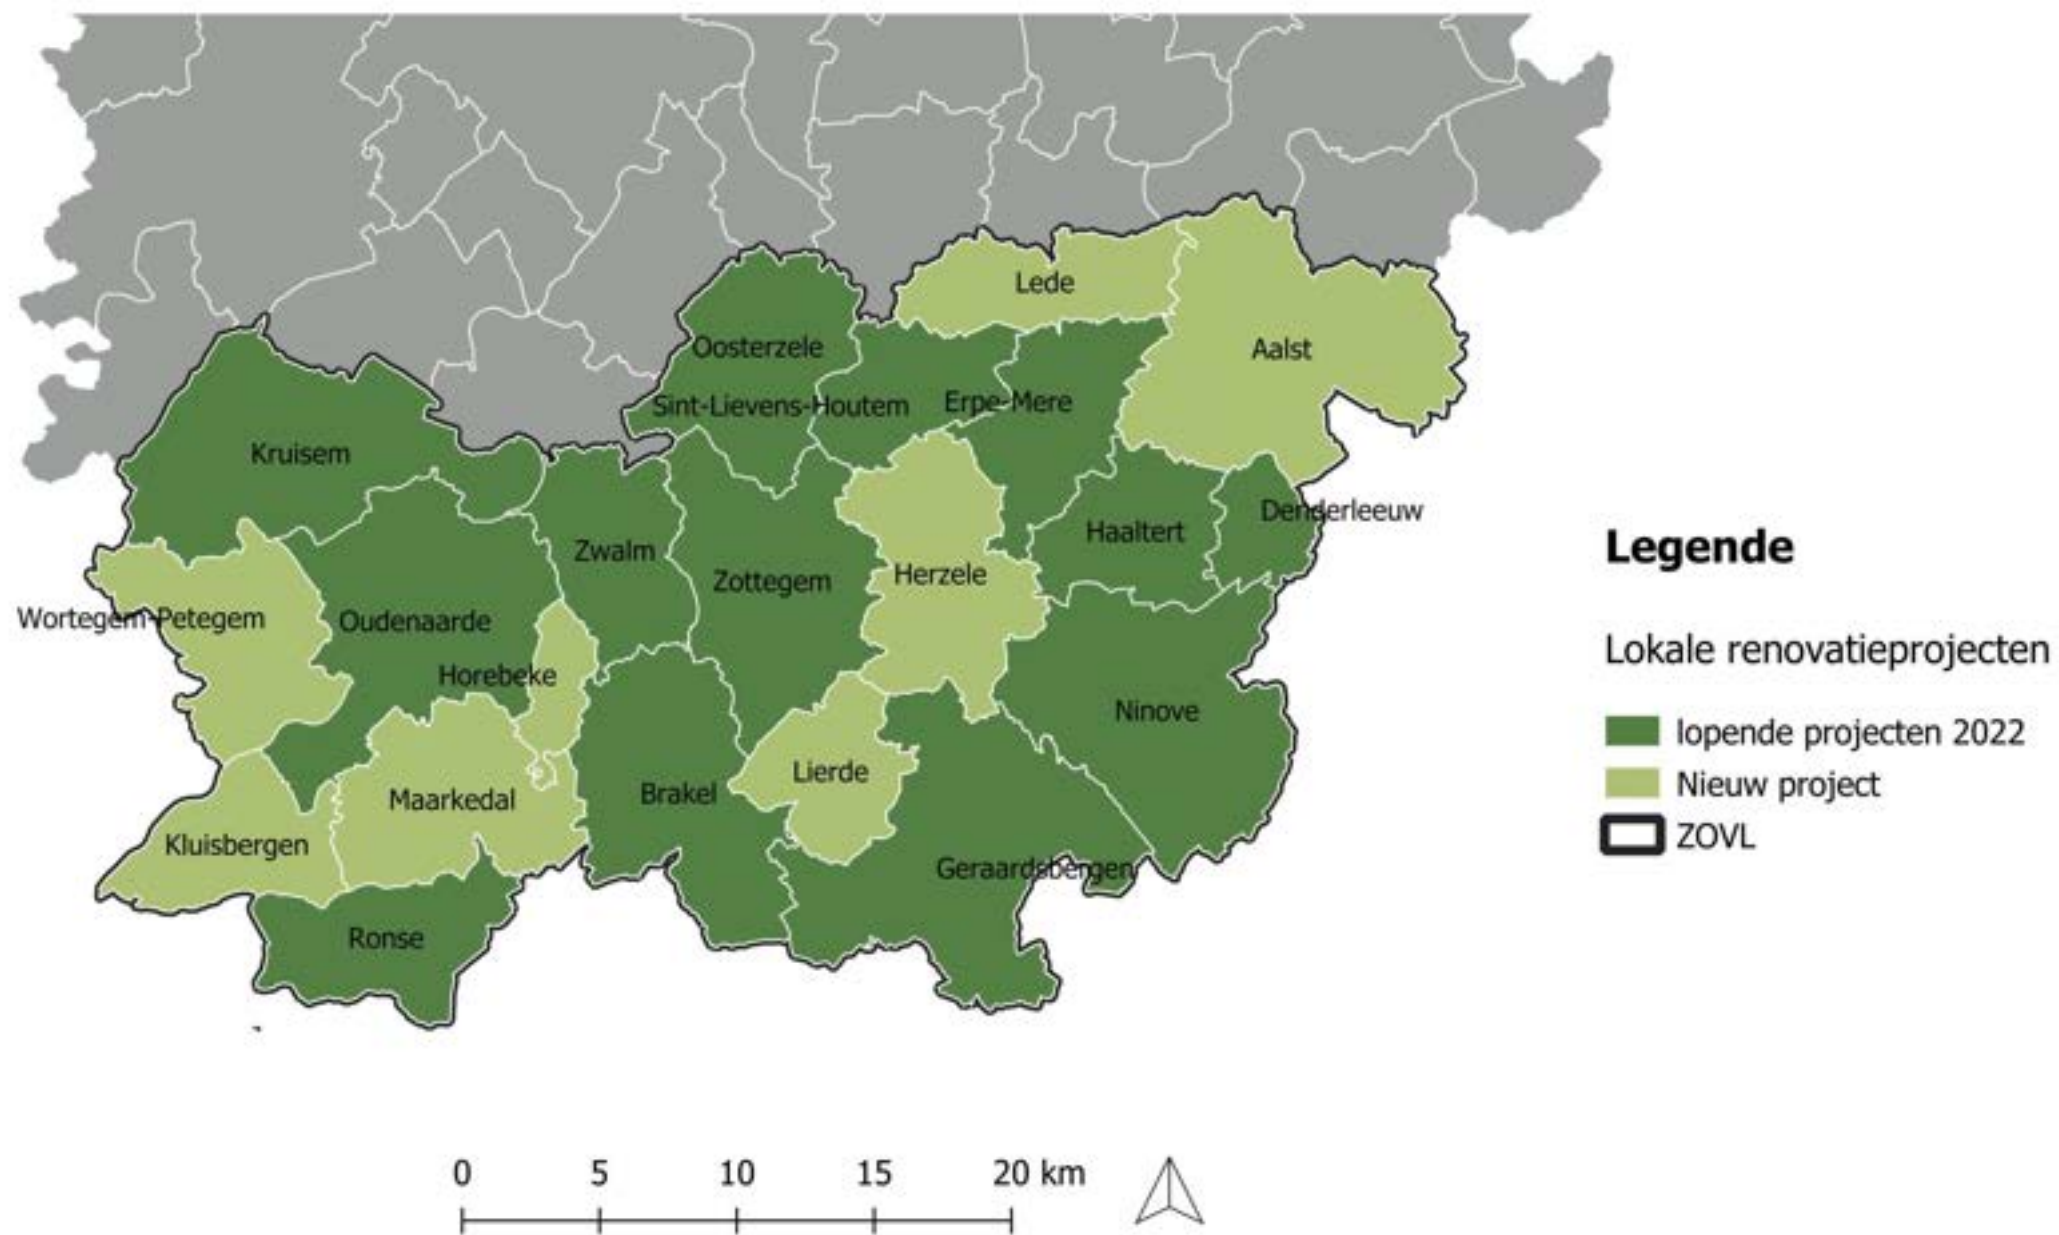 Lede
Oosterzele
Aalst
Sint-Lievens-Houtem
Erpe-Mere
Kruisem
Denderleeuw
Haaltert
Zwalm
Herzele
Zottegem
Wortegem-Petegem
Oudenaarde
Horebeke
Ninove
Lierde
Brakel
Maarkedal
Kluisbergen
Geraardsbergen
Ronse
Legende
Lokale renovatieprojecten
lopende projecten 2022
Nieuw project
ZOVL
0 5 10 15 20 km